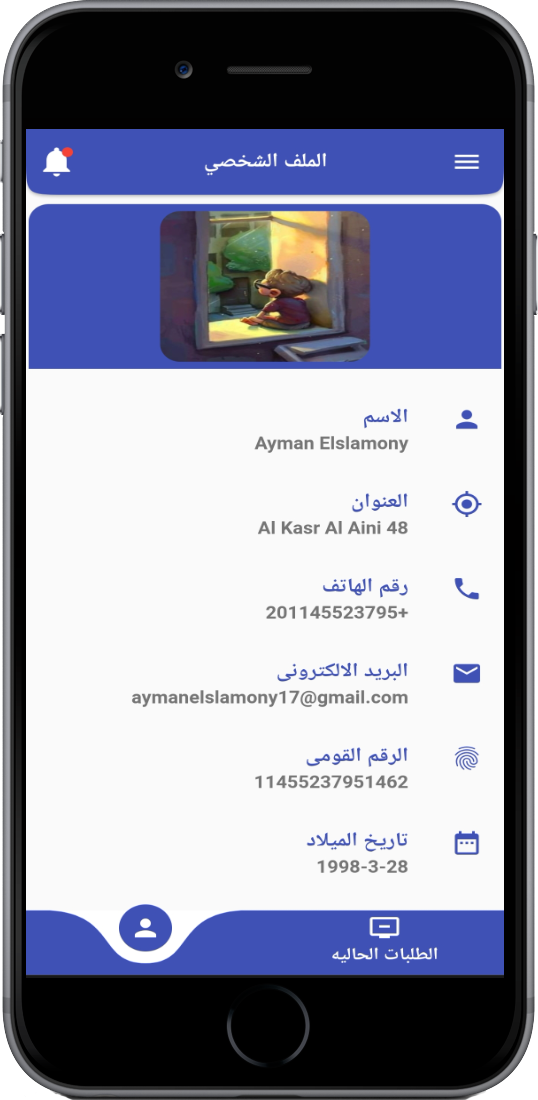 الملف الشخصي
الاسم
Ayman Elslamony
العنوان
Al Kasr Al Aini 48
رقم الهاتف
201145523795+
البريد الالكترونى
aymanelslamony17@gmail.com
الرقم القومى
11455237951462
تاريخ الميلاد
1998-3-28
الطلبات الحاليه